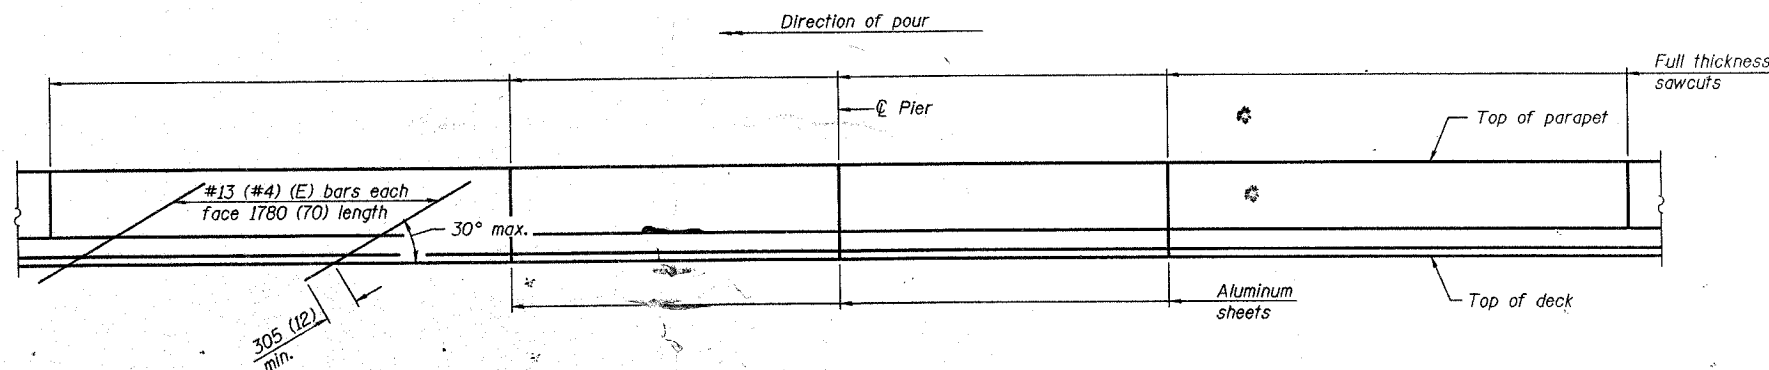 Direction of pour
Full thickness
sawcuts
℄ Pier
Top of parapet
#13 (#4) (E) bars each
face 1780 (70) length
30° max.
Aluminum
sheets
Top of deck
305 (12)
min.